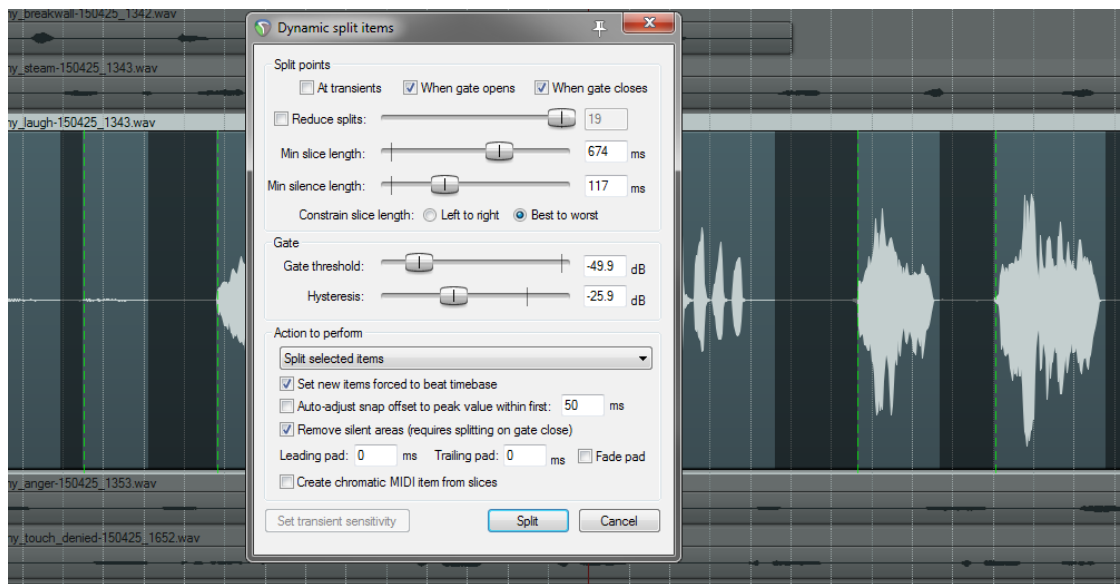 ny_breakwall-150425_1342.wav
ny_steam-150425_1343.wav
ny_laugh-150425_1343.wav
ny_anger-150425_1353.wav
ny_touch_denied-150425_1652.wav
Dynamic split items
Split points
At transients When gate opens When gate closes
Reduce splits: 19
Min slice length: 674 ms
Min silence length: 117 ms
Constrain slice length: Left to right Best to worst
Gate
Gate threshold: -49.9 dB
Hysteresis: -25.9 dB
Action to perform
Split selected items
Set new items forced to beat timebase
Auto-adjust snap offset to peak value within first: 50 ms
Remove silent areas (requires splitting on gate close)
Leading pad: 0 ms Trailing pad: 0 ms Fade pad
Create chromatic MIDI item from slices
Set transient sensitivity Split Cancel